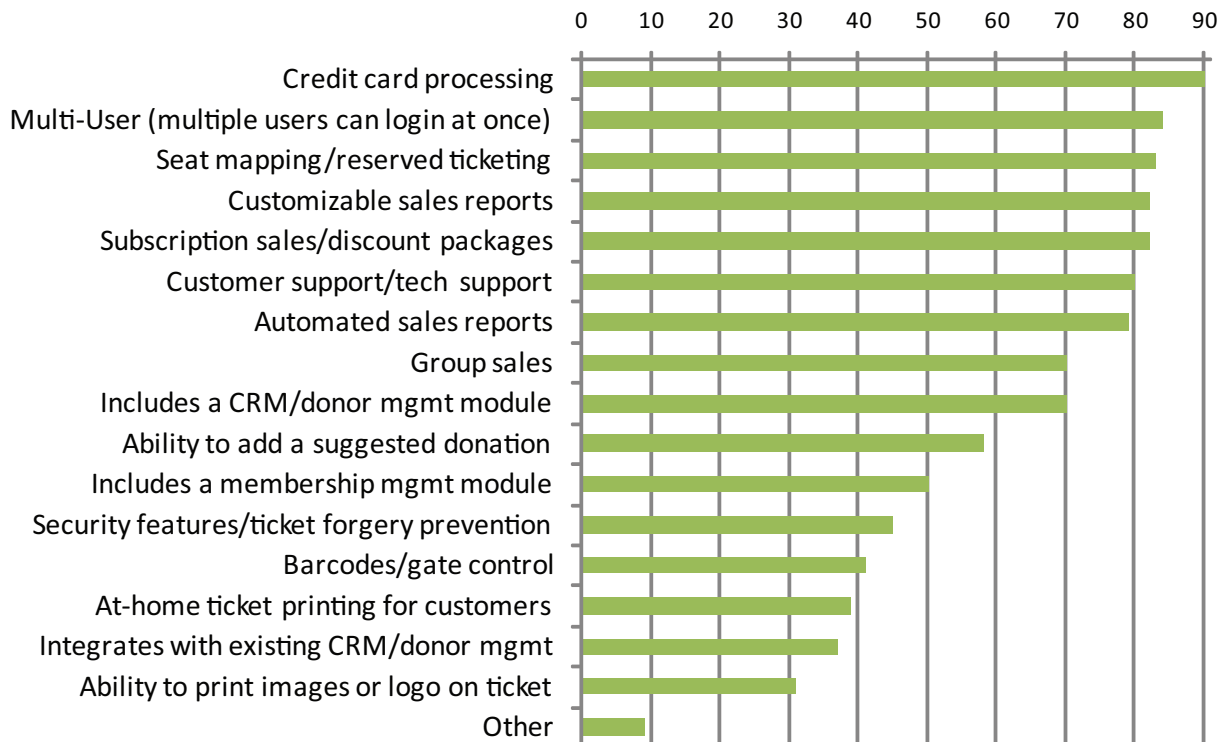 0 10 20 30 40 50 60 70 80 90
Credit card processing
Multi-User (multiple users can login at once)
Seat mapping/reserved ticketing
Customizable sales reports
Subscription sales/discount packages
Customer support/tech support
Automated sales reports
Group sales
Includes a CRM/donor mgmt module
Ability to add a suggested donation
Includes a membership mgmt module
Security features/ticket forgery prevention
Barcodes/gate control
At-home ticket printing for customers
Integrates with existing CRM/donor mgmt
Ability to print images or logo on ticket
Other